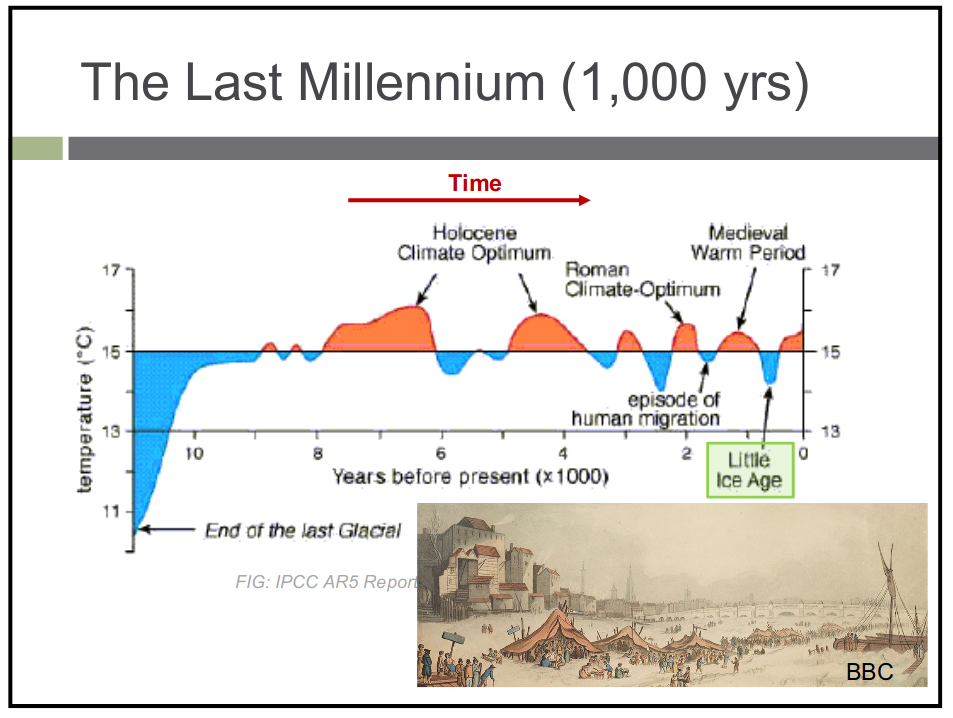 The Last Millennium (1,000 yrs)
Time
Holocene
Climate Optimum
Medieval
Warm Period
Roman
Climate-Optimum
17
17
15
15
13
13
11
temperature (°C)
episode of
human migration
10
8
6
4
2
0
Years before present (x1000)
Little
Ice Age
End of the last Glacial
FIG: IPCC AR5 Report
BBC